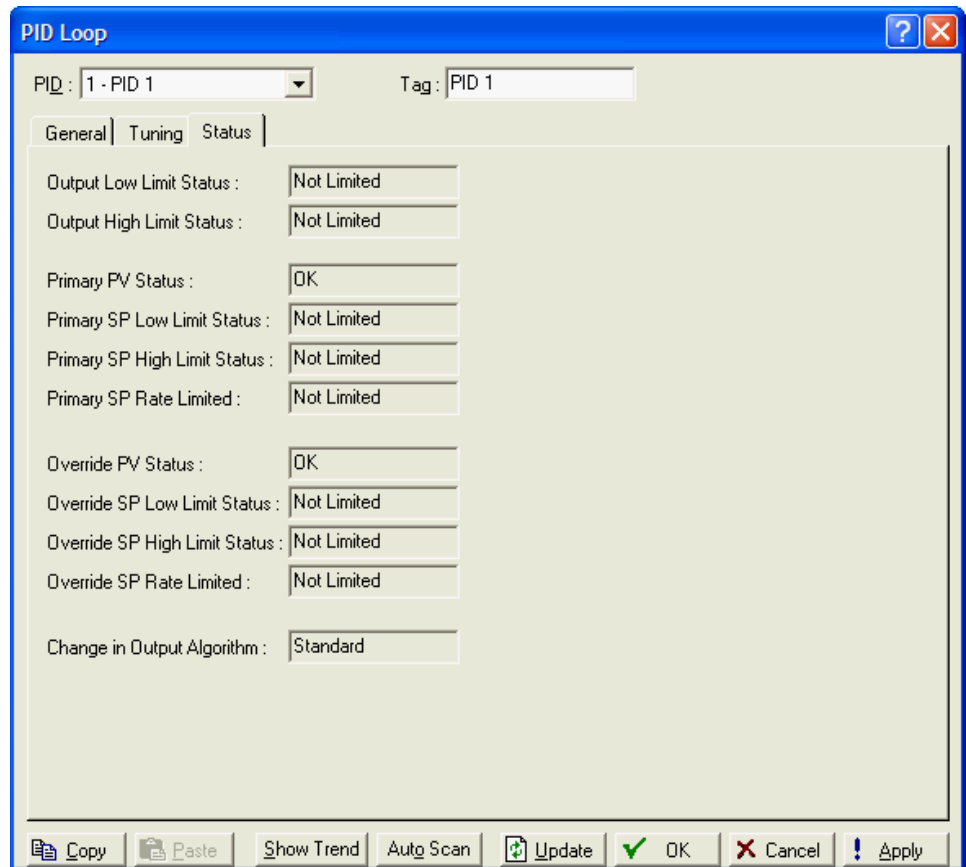 PID Loop
PID : 1 - PID 1 Tag : PID 1
General Tuning Status
Output Low Limit Status : Not Limited
Output High Limit Status : Not Limited
Primary PV Status : OK
Primary SP Low Limit Status : Not Limited
Primary SP High Limit Status : Not Limited
Primary SP Rate Limited : Not Limited
Override PV Status : OK
Override SP Low Limit Status : Not Limited
Override SP High Limit Status : Not Limited
Override SP Rate Limited : Not Limited
Change in Output Algorithm : Standard
Copy Paste Show Trend Auto Scan Update OK Cancel Apply